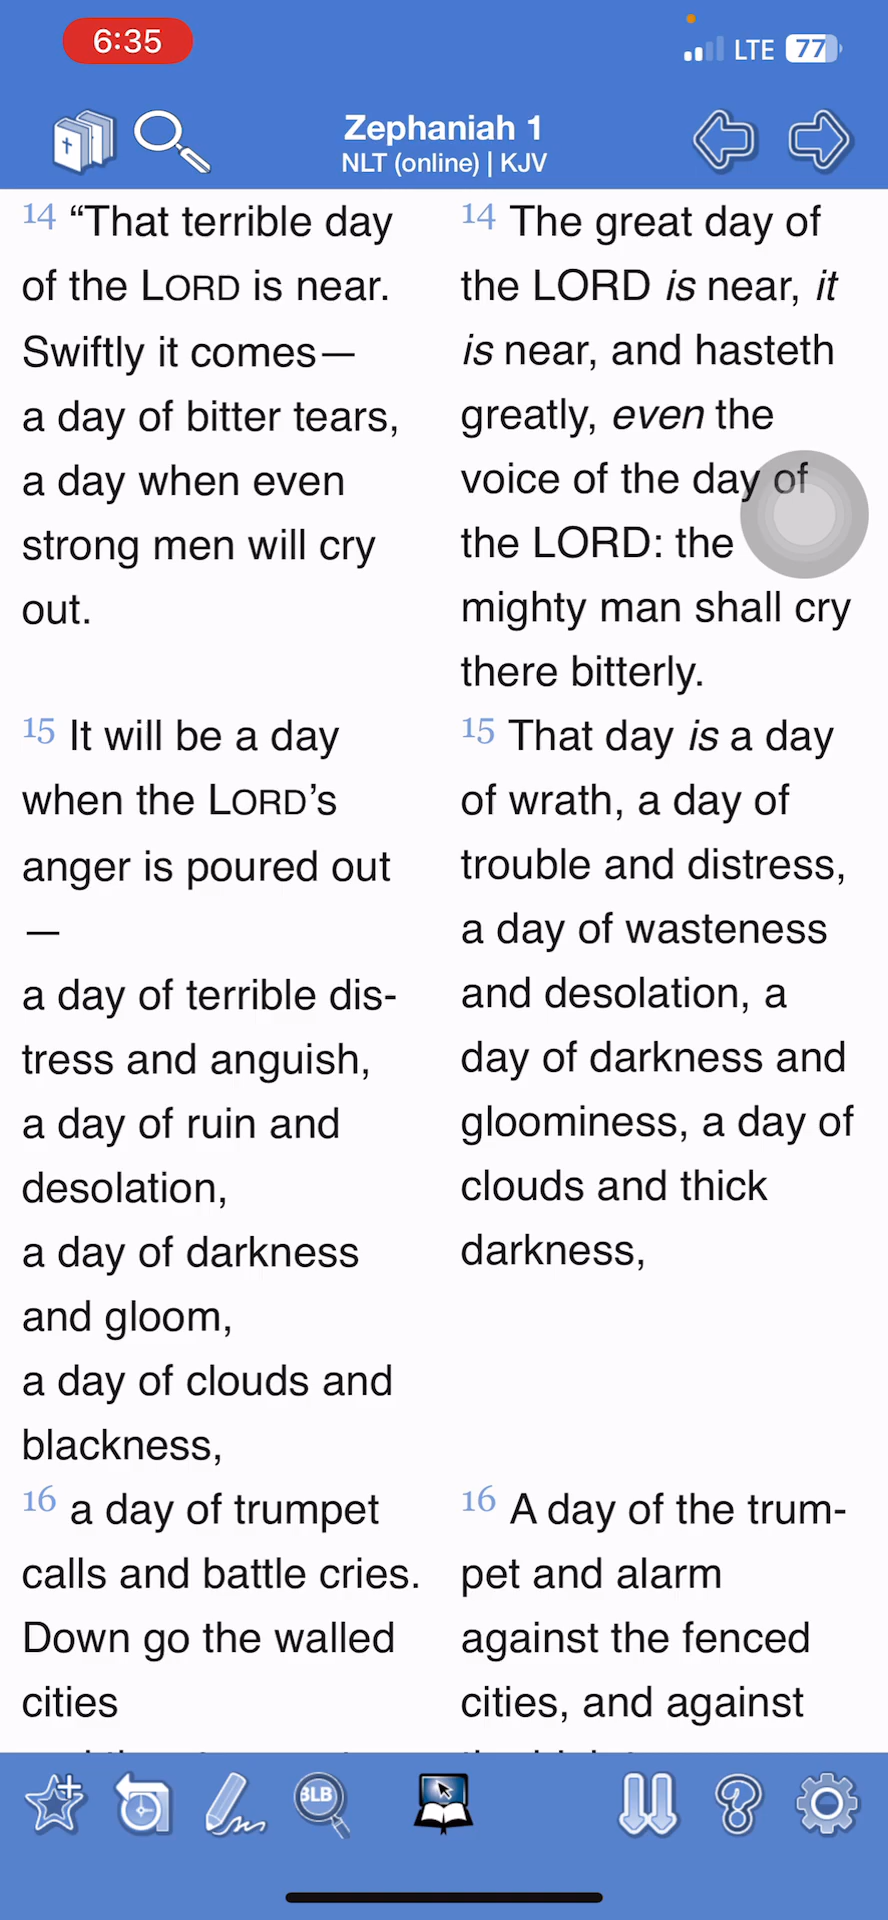 6:35
LTE 77
Zephaniah 1
NLT (online) | KJV
14 “That terrible day
of the LORD is near.
Swiftly it comes—
a day of bitter tears,
a day when even
strong men will cry
out.
15 It will be a day
when the LORD’s
anger is poured out
—
a day of terrible dis-
tress and anguish,
a day of ruin and
desolation,
a day of darkness
and gloom,
a day of clouds and
blackness,
16 a day of trumpet
calls and battle cries.
Down go the walled
cities
14 The great day of
the LORD is near, it
is near, and hasteth
greatly, even the
voice of the day of
the LORD: the
mighty man shall cry
there bitterly.
15 That day is a day
of wrath, a day of
trouble and distress,
a day of wasteness
and desolation, a
day of darkness and
gloominess, a day of
clouds and thick
darkness,
16 A day of the trum-
pet and alarm
against the fenced
cities, and against
BLB